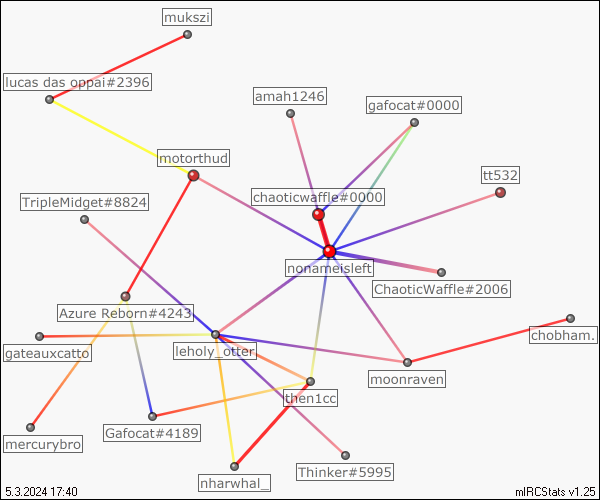 mukszi
lucas das oppai#2396
amah1246
gafocat#0000
motorthud
tt532
chaoticwaffle#0000
TripleMidget#8824
nonameisleft
ChaoticWaffle#2006
Azure Reborn#4243
chobham.
gateauxcatto
leholy_otter
moonraven
then1cc
Gafocat#4189
mercurybro
Thinker#5995
nharwhal_
5.3.2024 17:40
mIRCStats v1.25